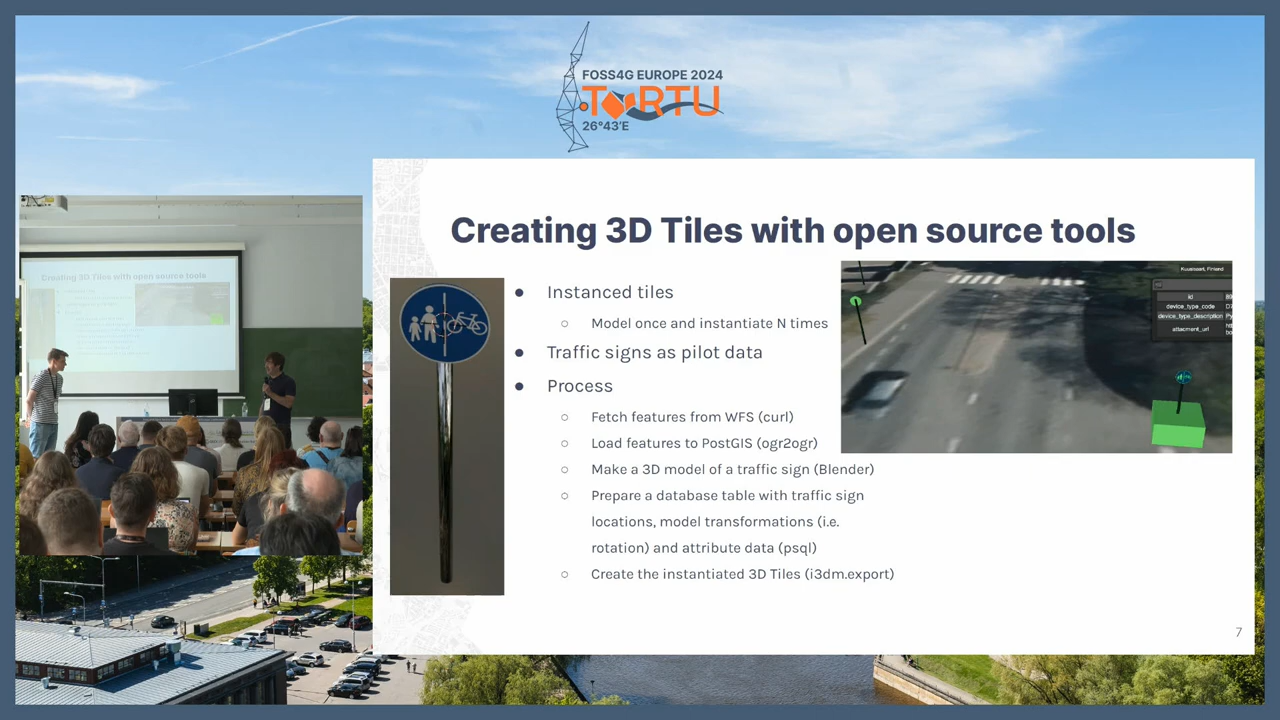 FOSS4G EUROPE 2024
TARTU
26°43'E
Creating 3D Tiles with open source tools
● Instanced tiles
○ Model once and instantiate N times
● Traffic signs as pilot data
● Process
○ Fetch features from WFS (curl)
○ Load features to PostGIS (ogr2ogr)
○ Make a 3D model of a traffic sign (Blender)
○ Prepare a database table with traffic sign
locations, model transformations (i.e.
rotation) and attribute data (psql)
○ Create the instantiated 3D Tiles (i3dm.export)
Kuusisaari, Finland
id
device_type_code
device_type_description
attacment_url
7
Creating 3D Tiles with open source tools